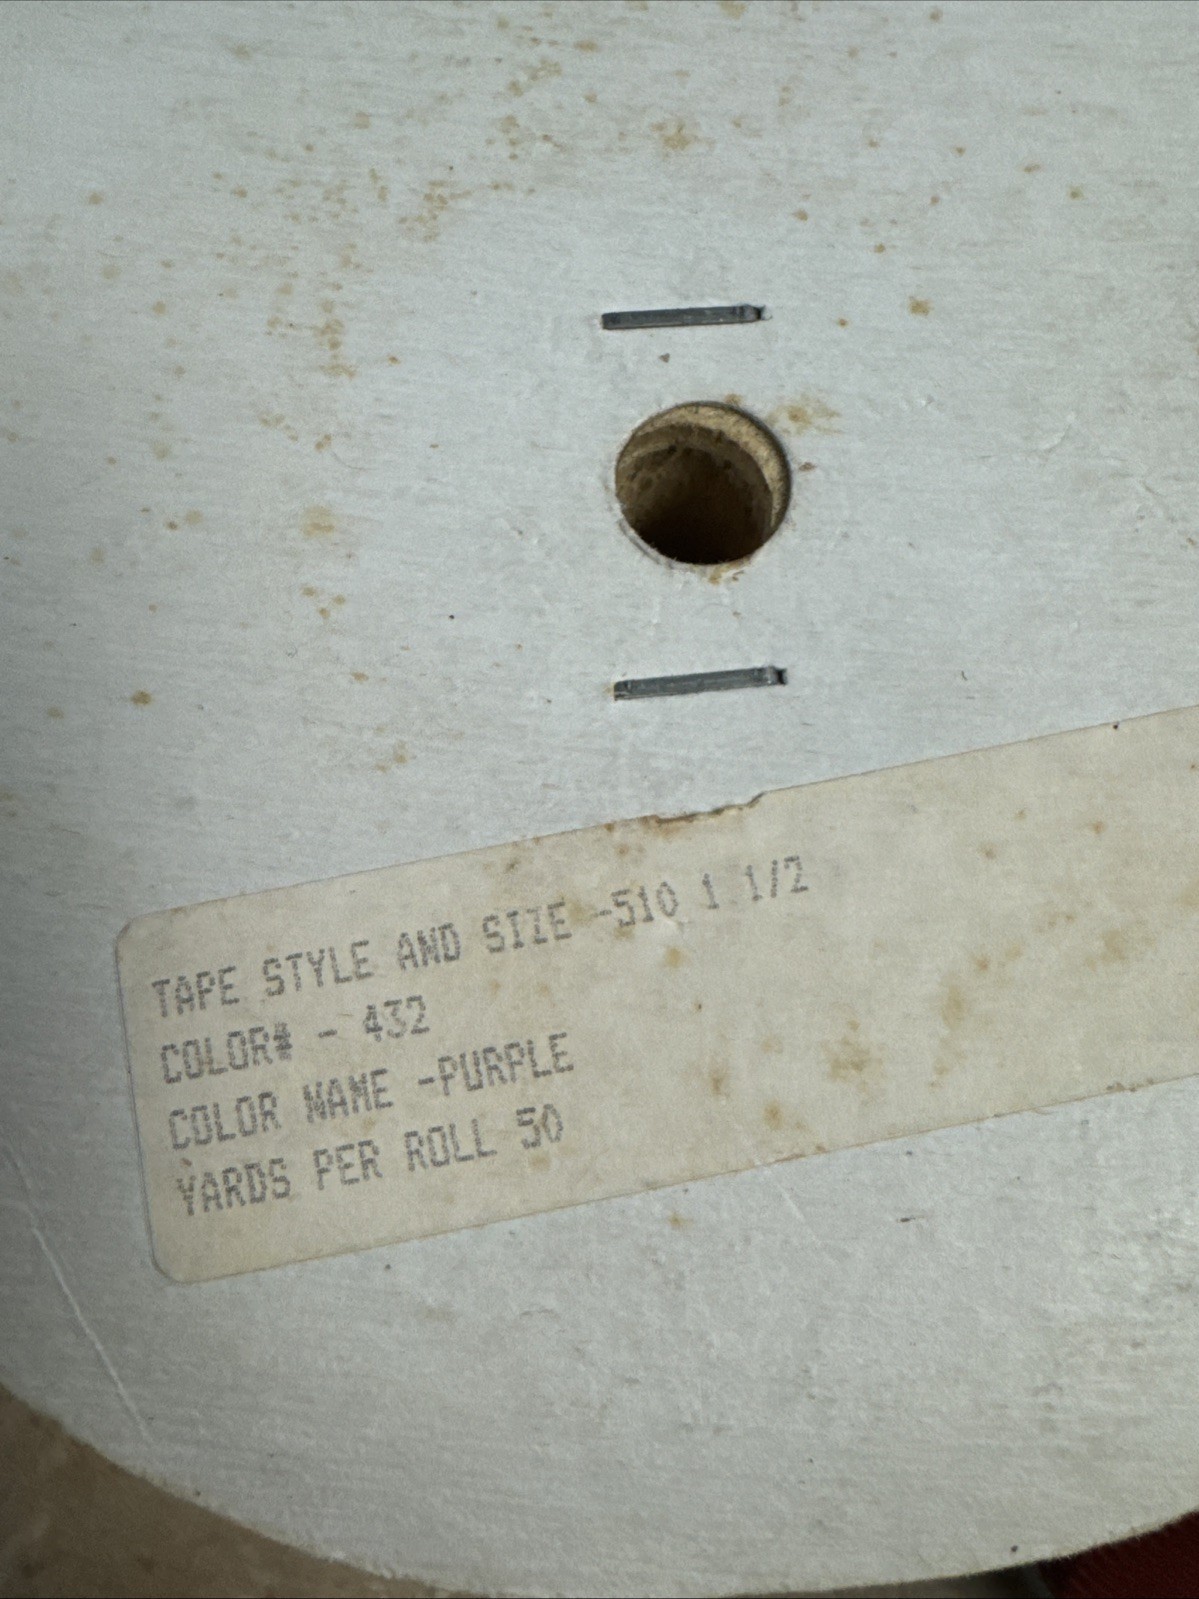 TAPE STYLE AND SIZE -510 1 1/2
COLOR# - 432
COLOR NAME -PURPLE
YARDS PER ROLL 50